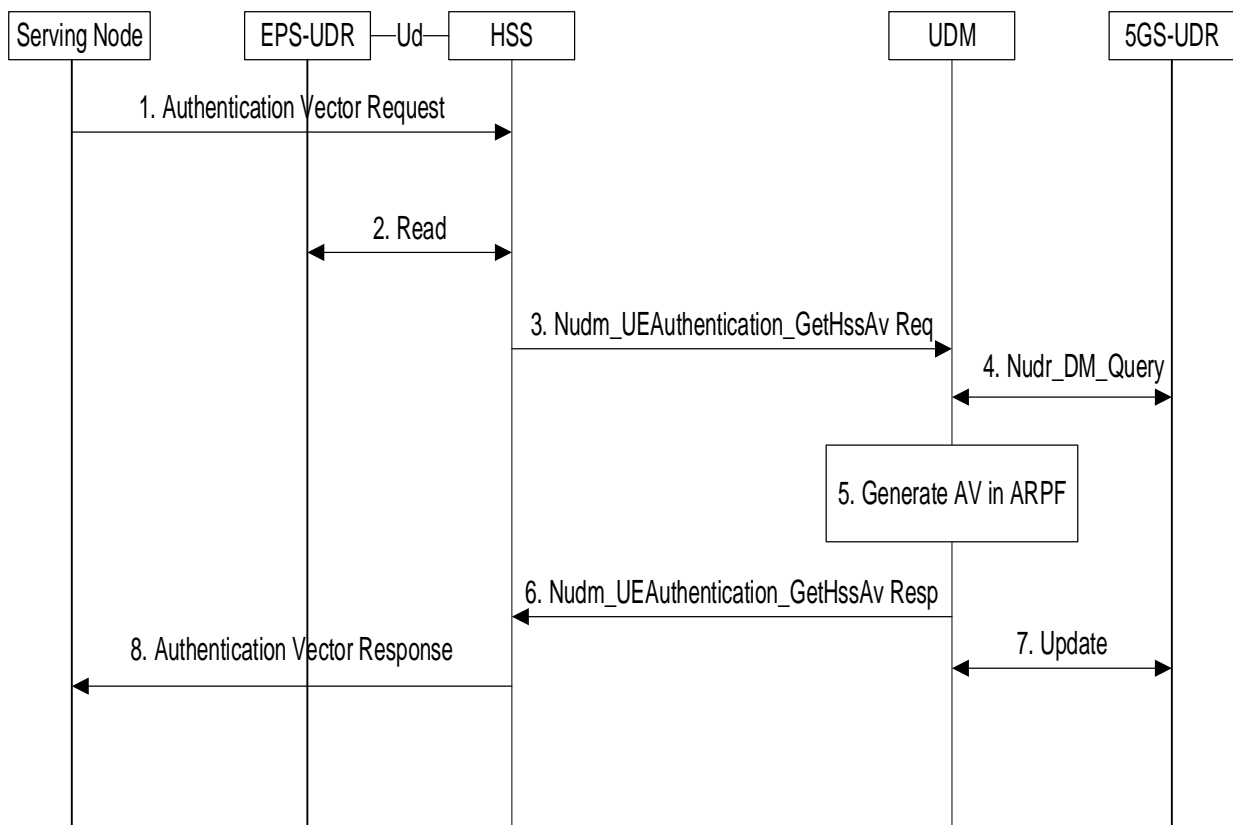 Serving Node
EPS-UDR
Ud
HSS
UDM
5GS-UDR
1. Authentication Vector Request
2. Read
3. Nudm_UEAuthentication_GetHssAv Req
4. Nudr_DM_Query
5. Generate AV in ARPF
6. Nudm_UEAuthentication_GetHssAv Resp
7. Update
8. Authentication Vector Response